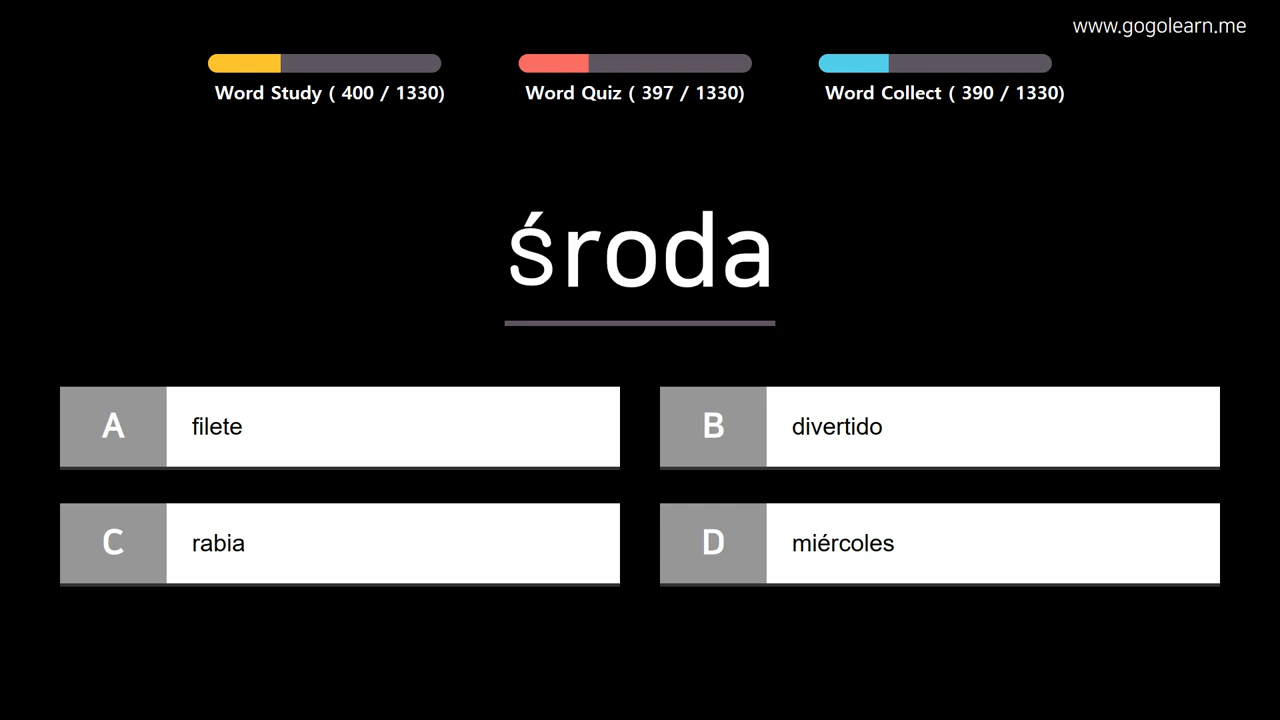 www.gogolearn.me
Word Study ( 400 / 1330)
Word Quiz ( 397 / 1330)
Word Collect ( 390 / 1330)
środa
A filete
B divertido
C rabia
D miércoles